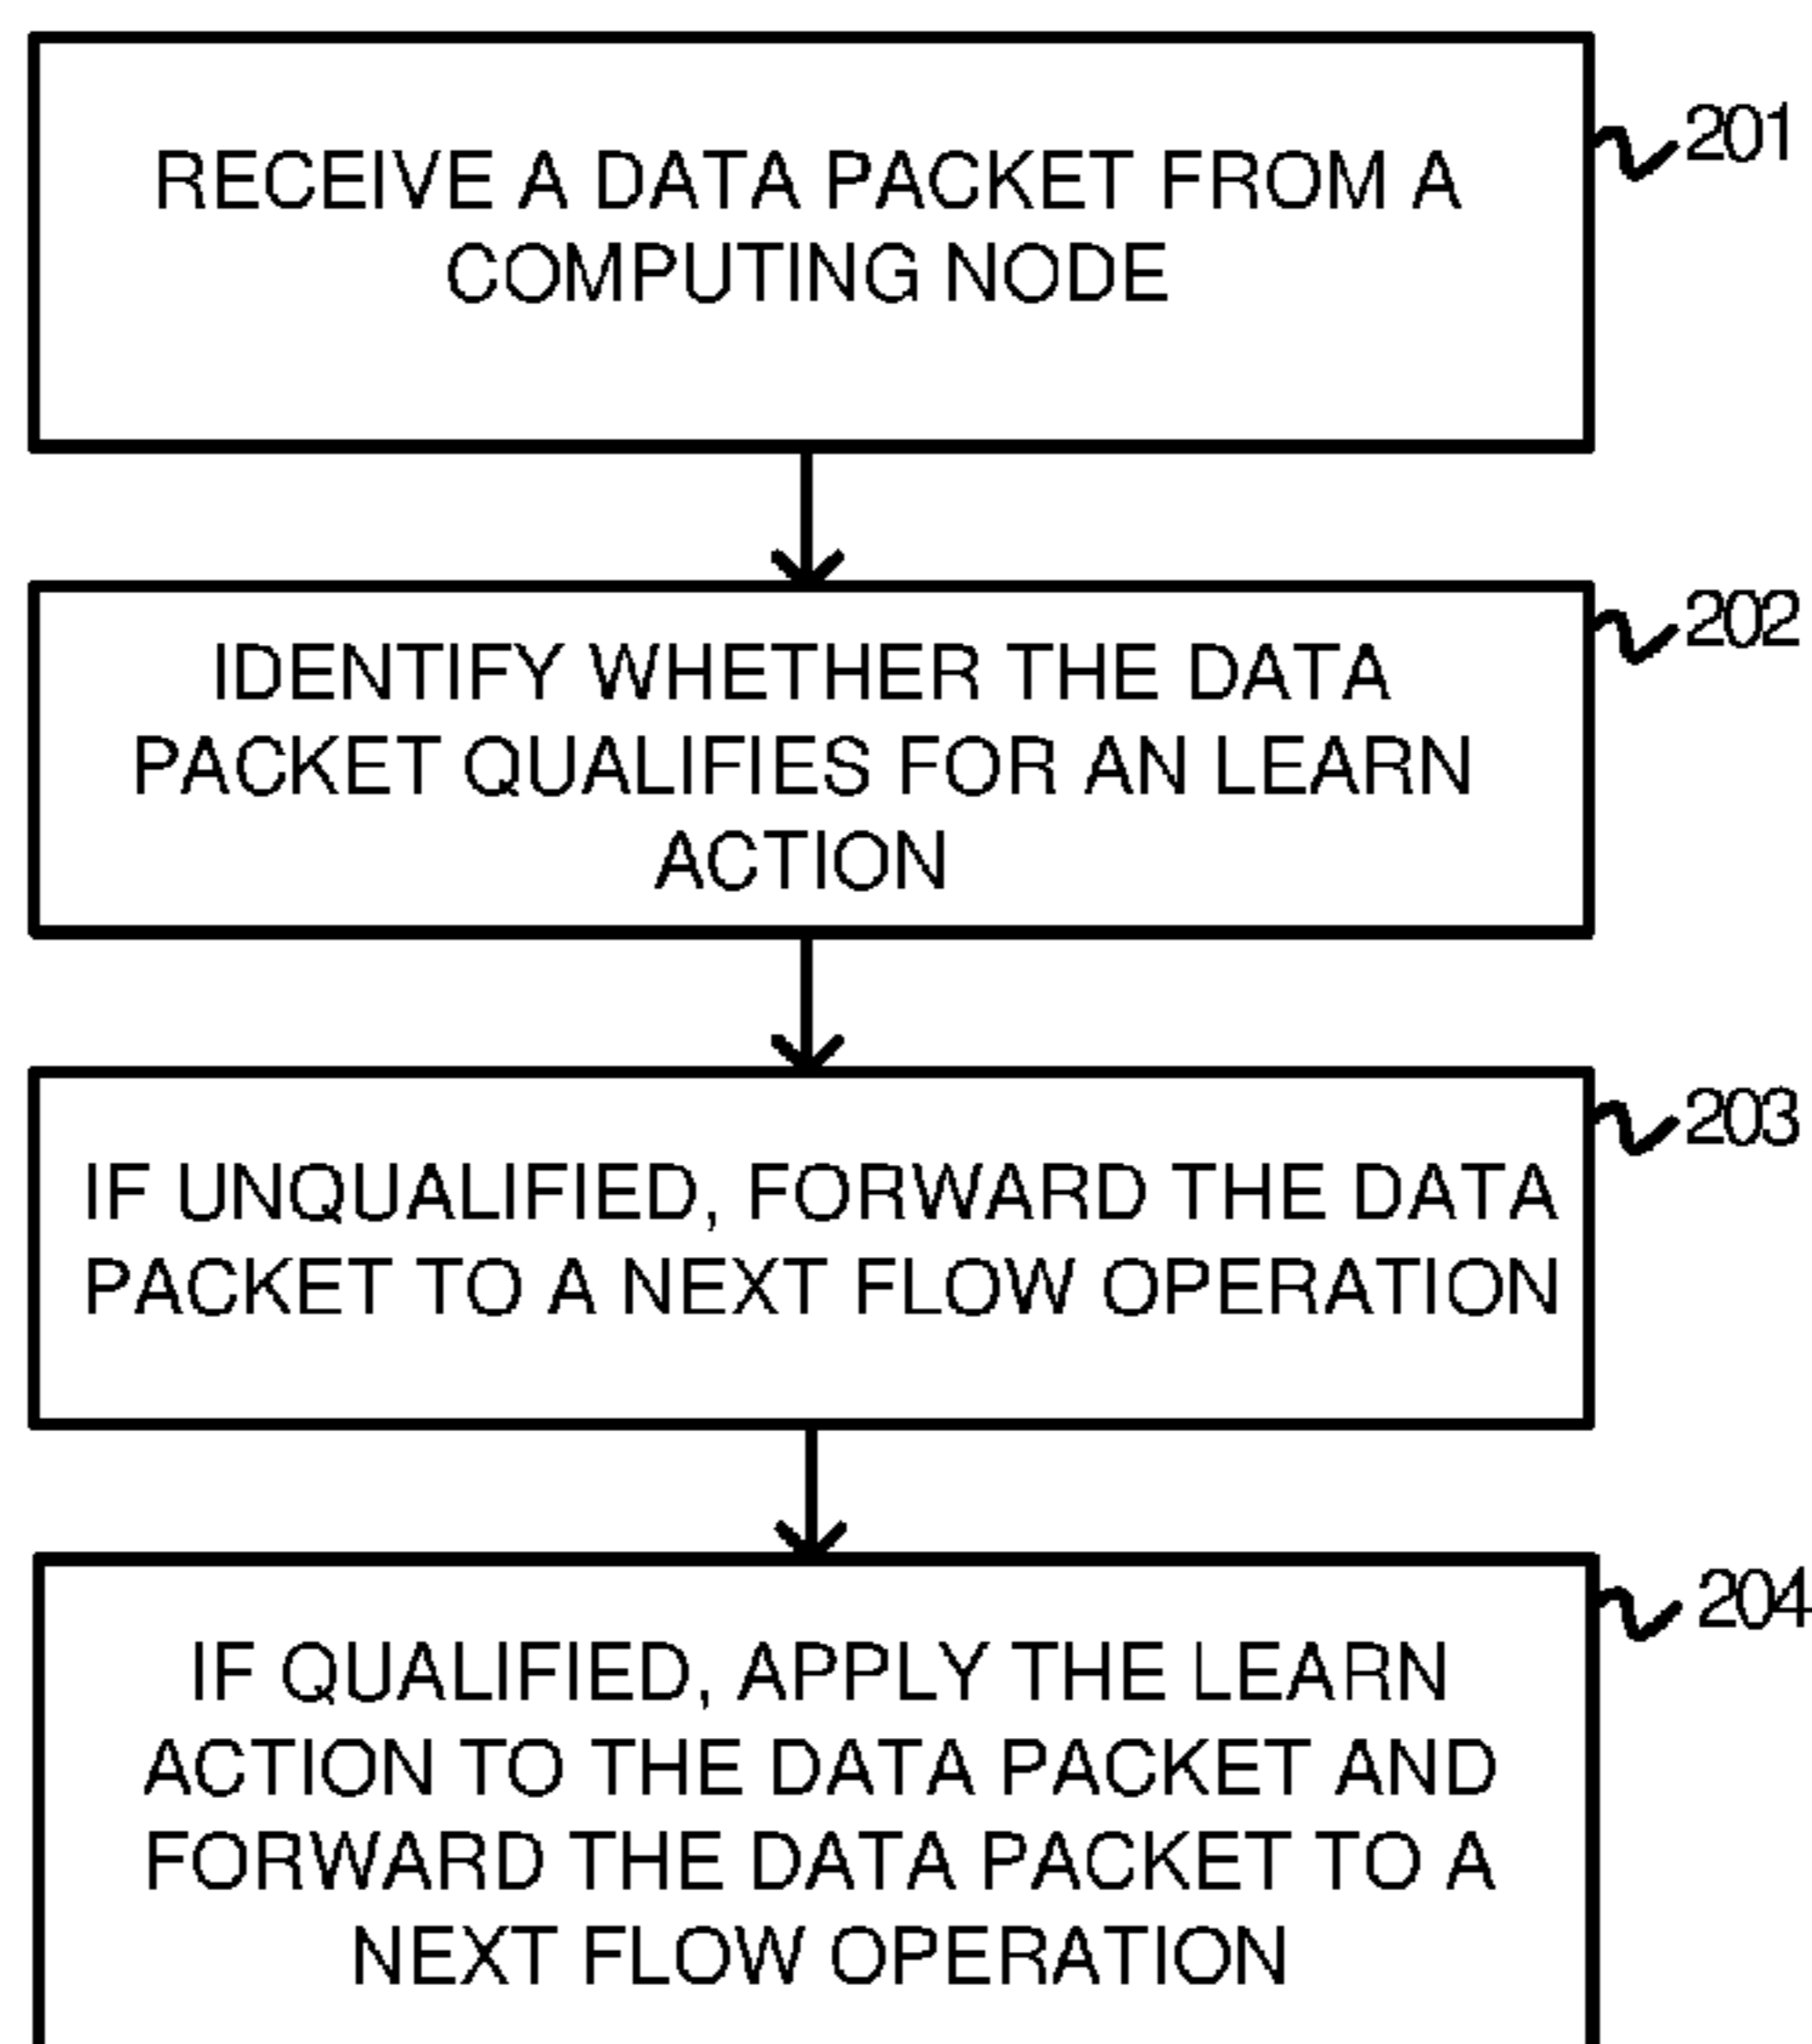 RECEIVE A DATA PACKET FROM A
COMPUTING NODE
201
IDENTIFY WHETHER THE DATA
PACKET QUALIFIES FOR AN LEARN
ACTION
202
IF UNQUALIFIED, FORWARD THE DATA
PACKET TO A NEXT FLOW OPERATION
203
IF QUALIFIED, APPLY THE LEARN
ACTION TO THE DATA PACKET AND
FORWARD THE DATA PACKET TO A
NEXT FLOW OPERATION
204